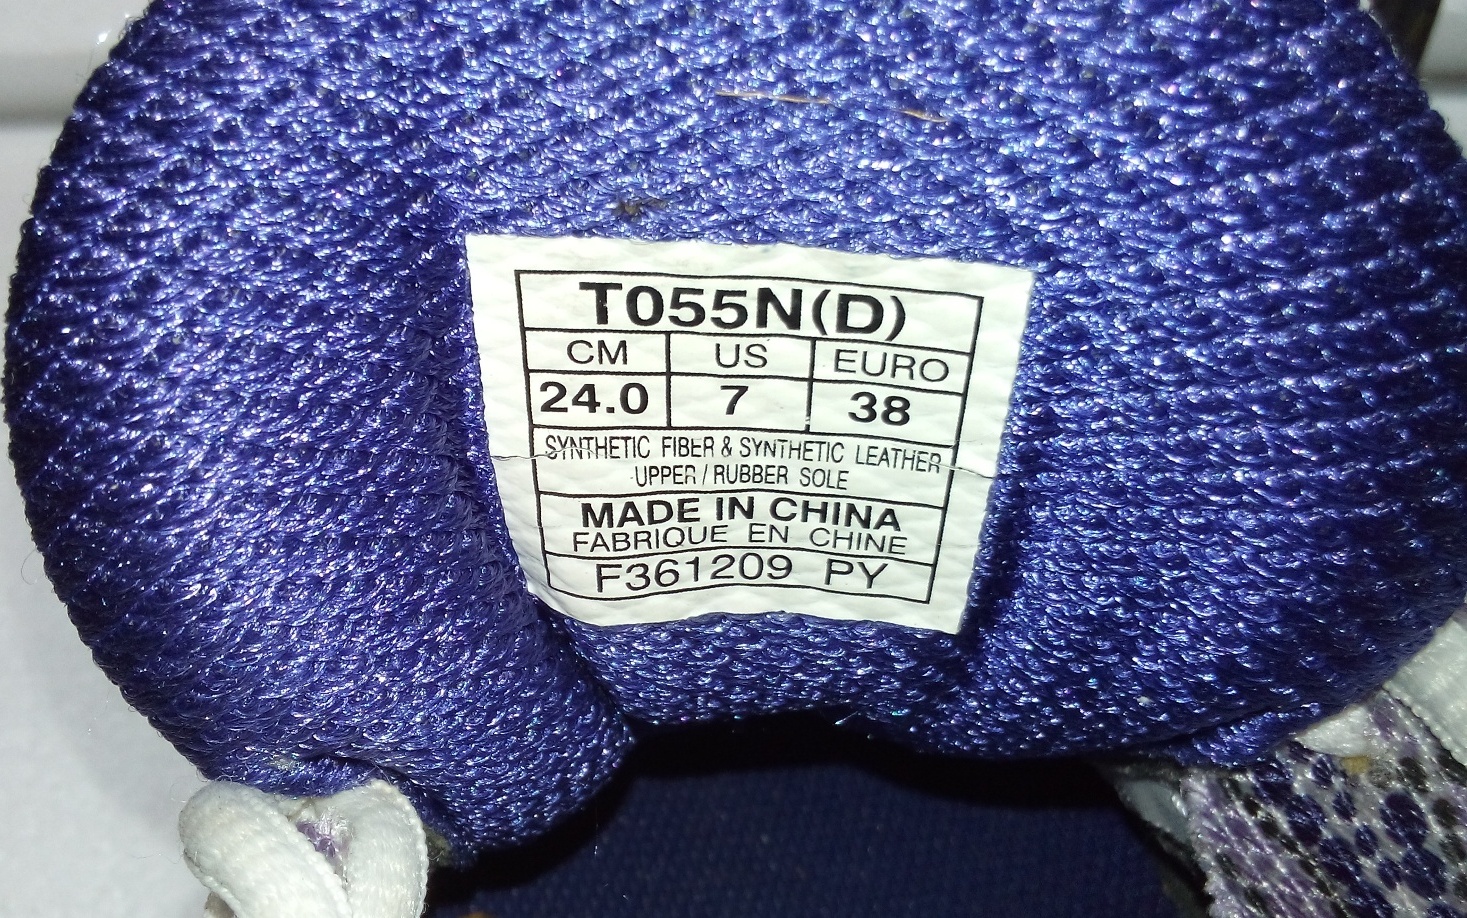 T055N(D)
CM US EURO
24.0 7 38
SYNTHETIC FIBER & SYNTHETIC LEATHER
UPPER / RUBBER SOLE
MADE IN CHINA
FABRIQUE EN CHINE
F361209 PY